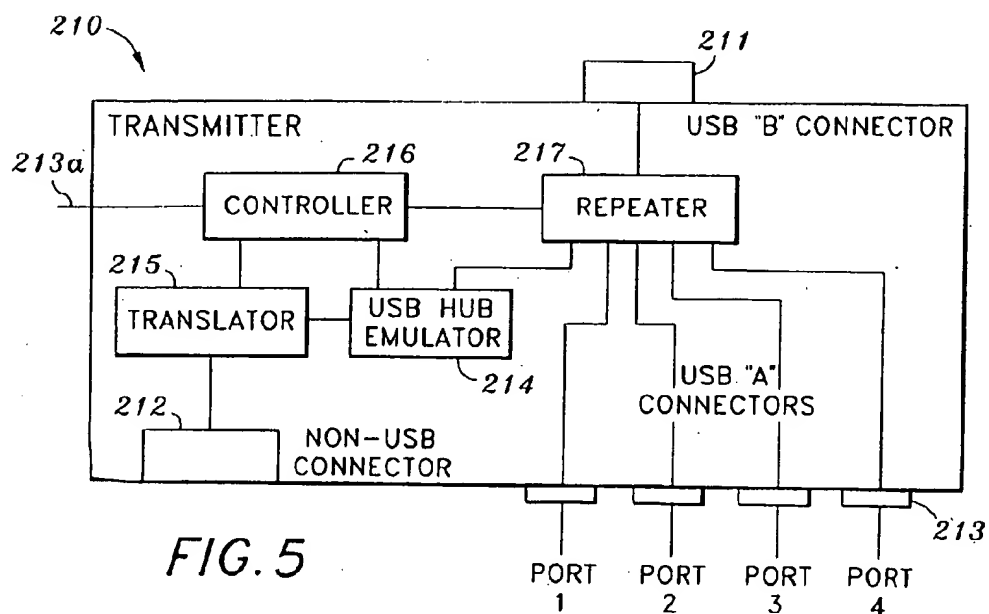 210
211
TRANSMITTER
USB "B" CONNECTOR
213a
216
217
CONTROLLER
REPEATER
215
TRANSLATOR
USB HUB
EMULATOR
214
USB "A"
CONNECTORS
212
NON-USB
CONNECTOR
213
FIG. 5
PORT
1
PORT
2
PORT
3
PORT
4